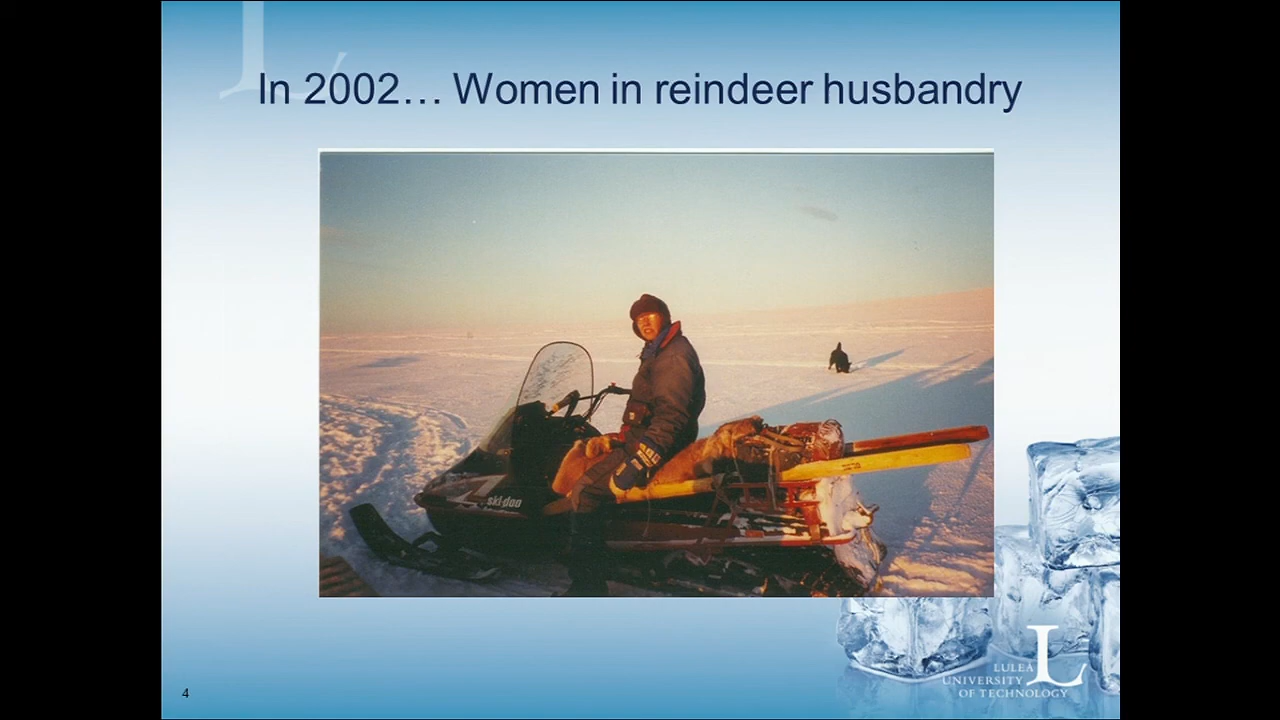 In 2002… Women in reindeer husbandry
ski-doo
4
LULEÅ
UNIVERSITY
OF TECHNOLOGY
L